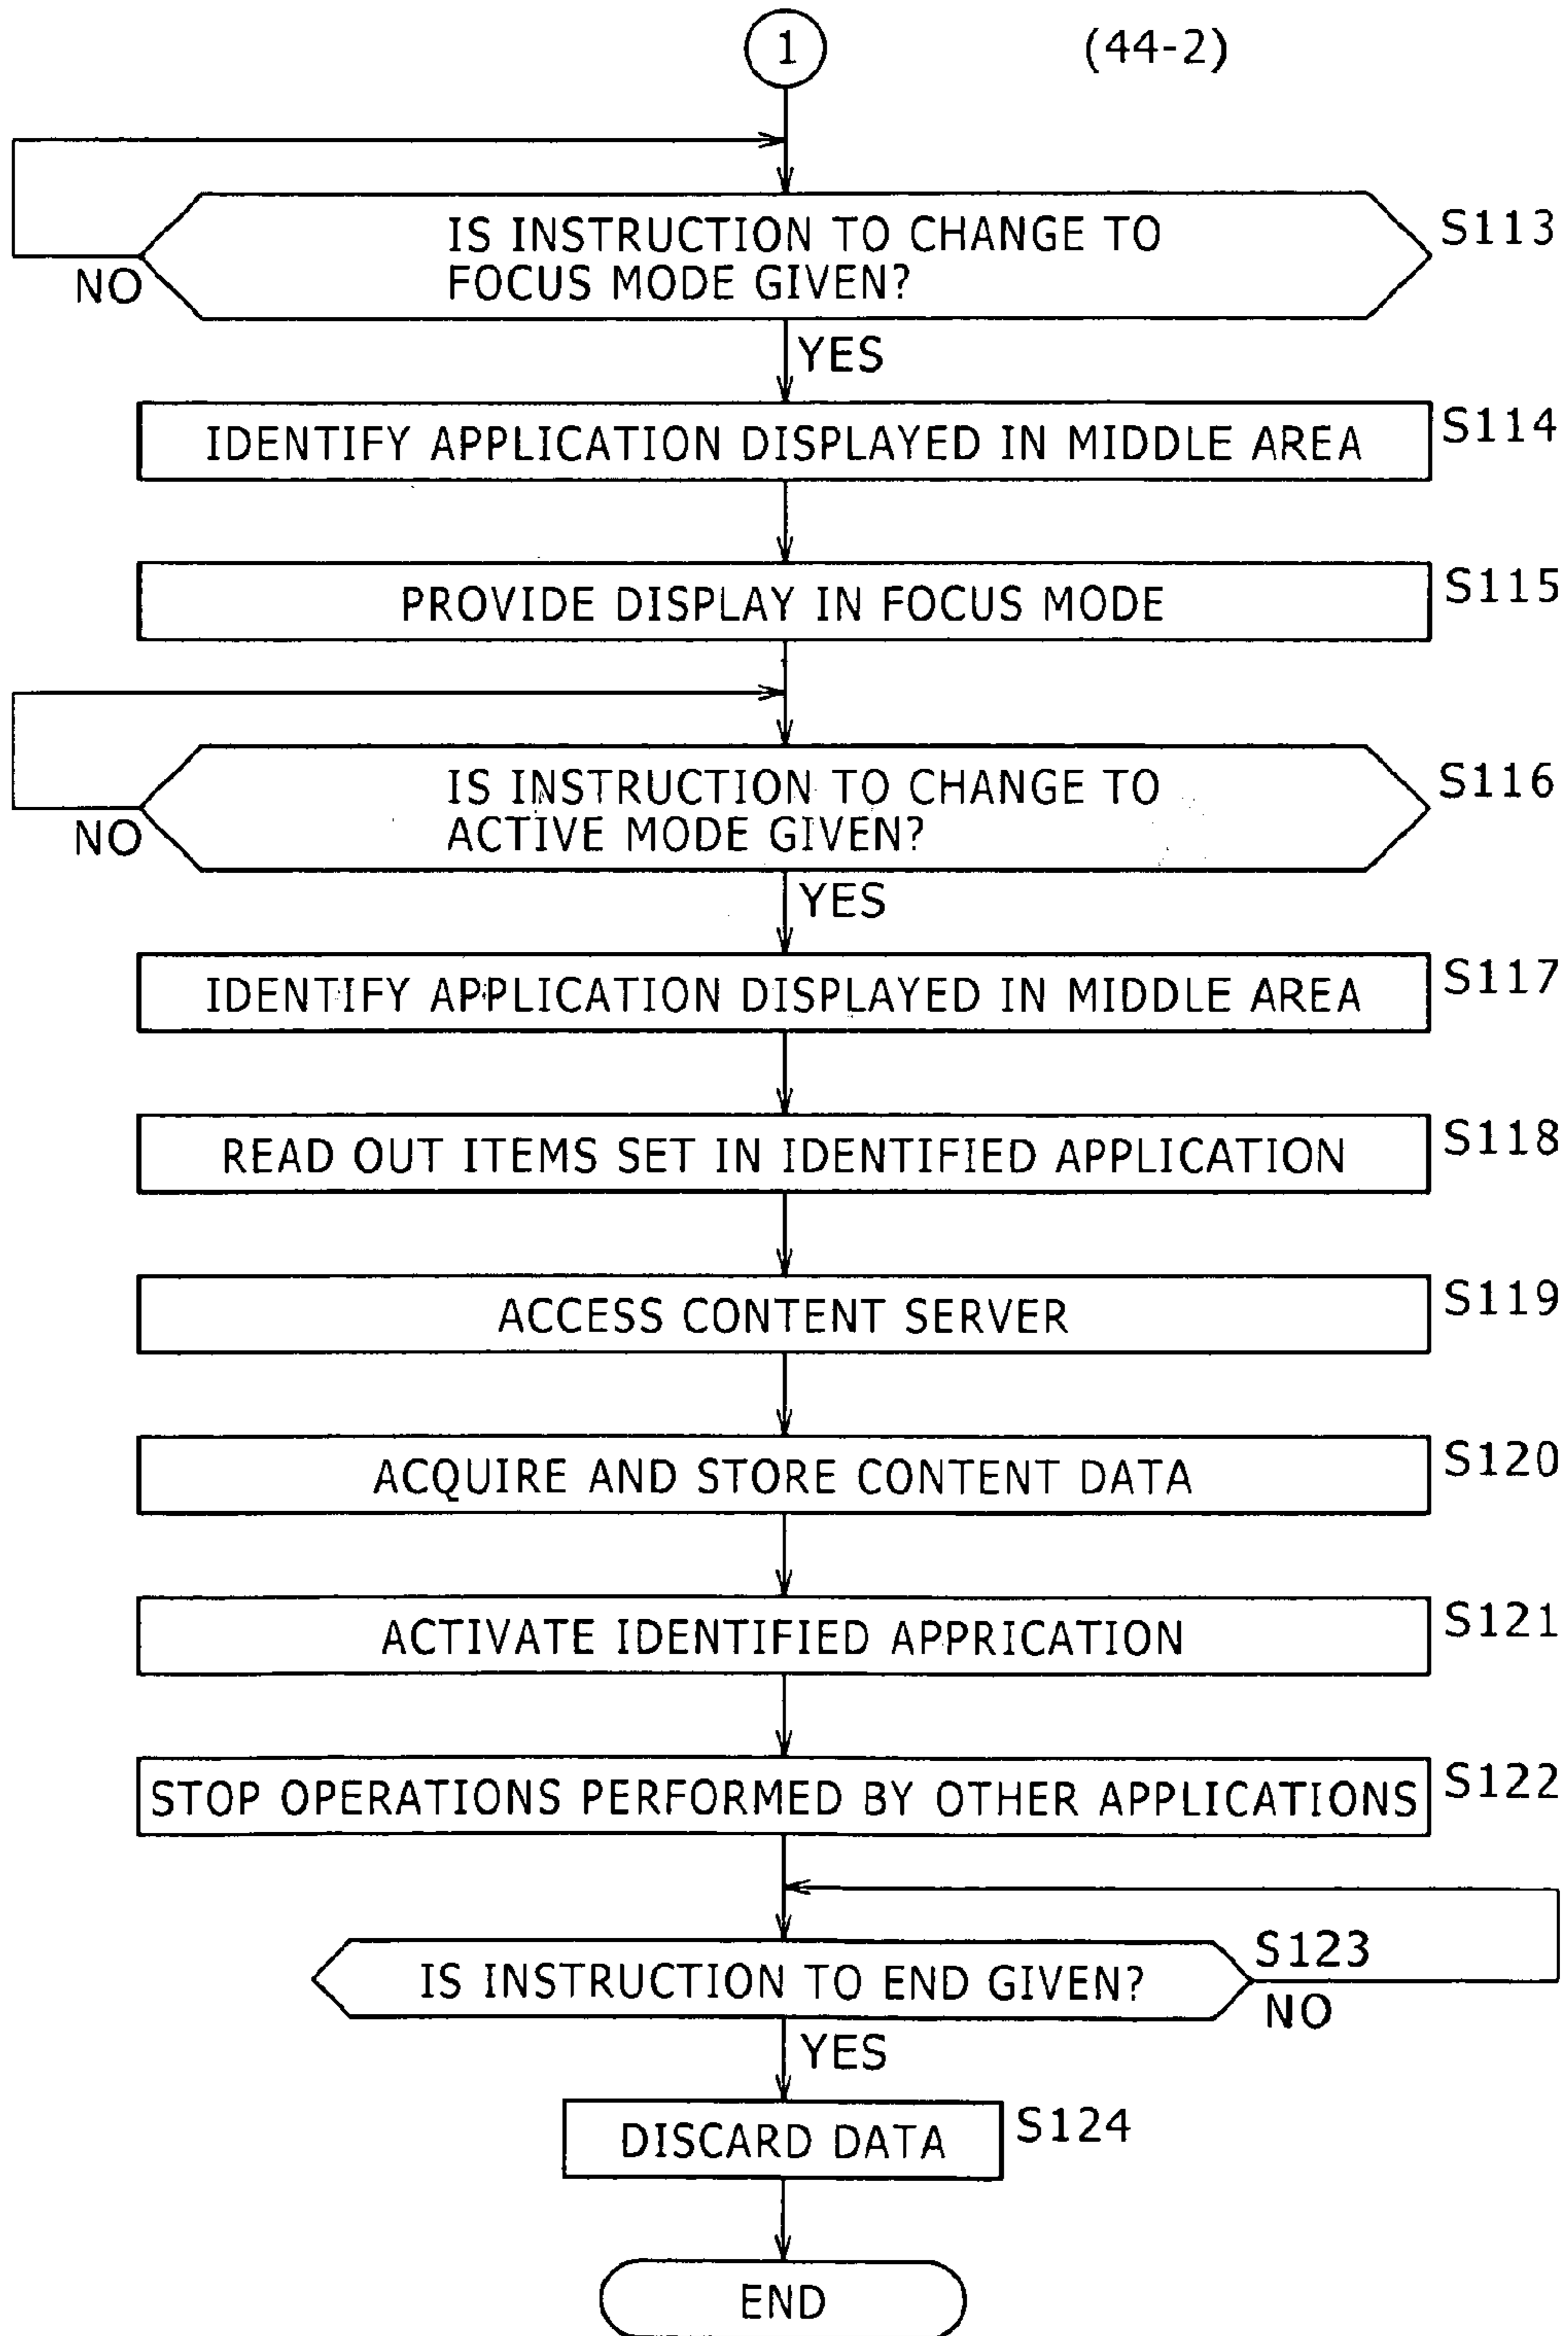 1
(44-2)
IS INSTRUCTION TO CHANGE TO
FOCUS MODE GIVEN?
S113
NO
YES
IDENTIFY APPLICATION DISPLAYED IN MIDDLE AREA
S114
PROVIDE DISPLAY IN FOCUS MODE
S115
IS INSTRUCTION TO CHANGE TO
ACTIVE MODE GIVEN?
S116
NO
YES
IDENTIFY APPLICATION DISPLAYED IN MIDDLE AREA
S117
READ OUT ITEMS SET IN IDENTIFIED APPLICATION
S118
ACCESS CONTENT SERVER
S119
ACQUIRE AND STORE CONTENT DATA
S120
ACTIVATE IDENTIFIED APPRICATION
S121
STOP OPERATIONS PERFORMED BY OTHER APPLICATIONS
S122
IS INSTRUCTION TO END GIVEN?
S123
NO
YES
DISCARD DATA
S124
END